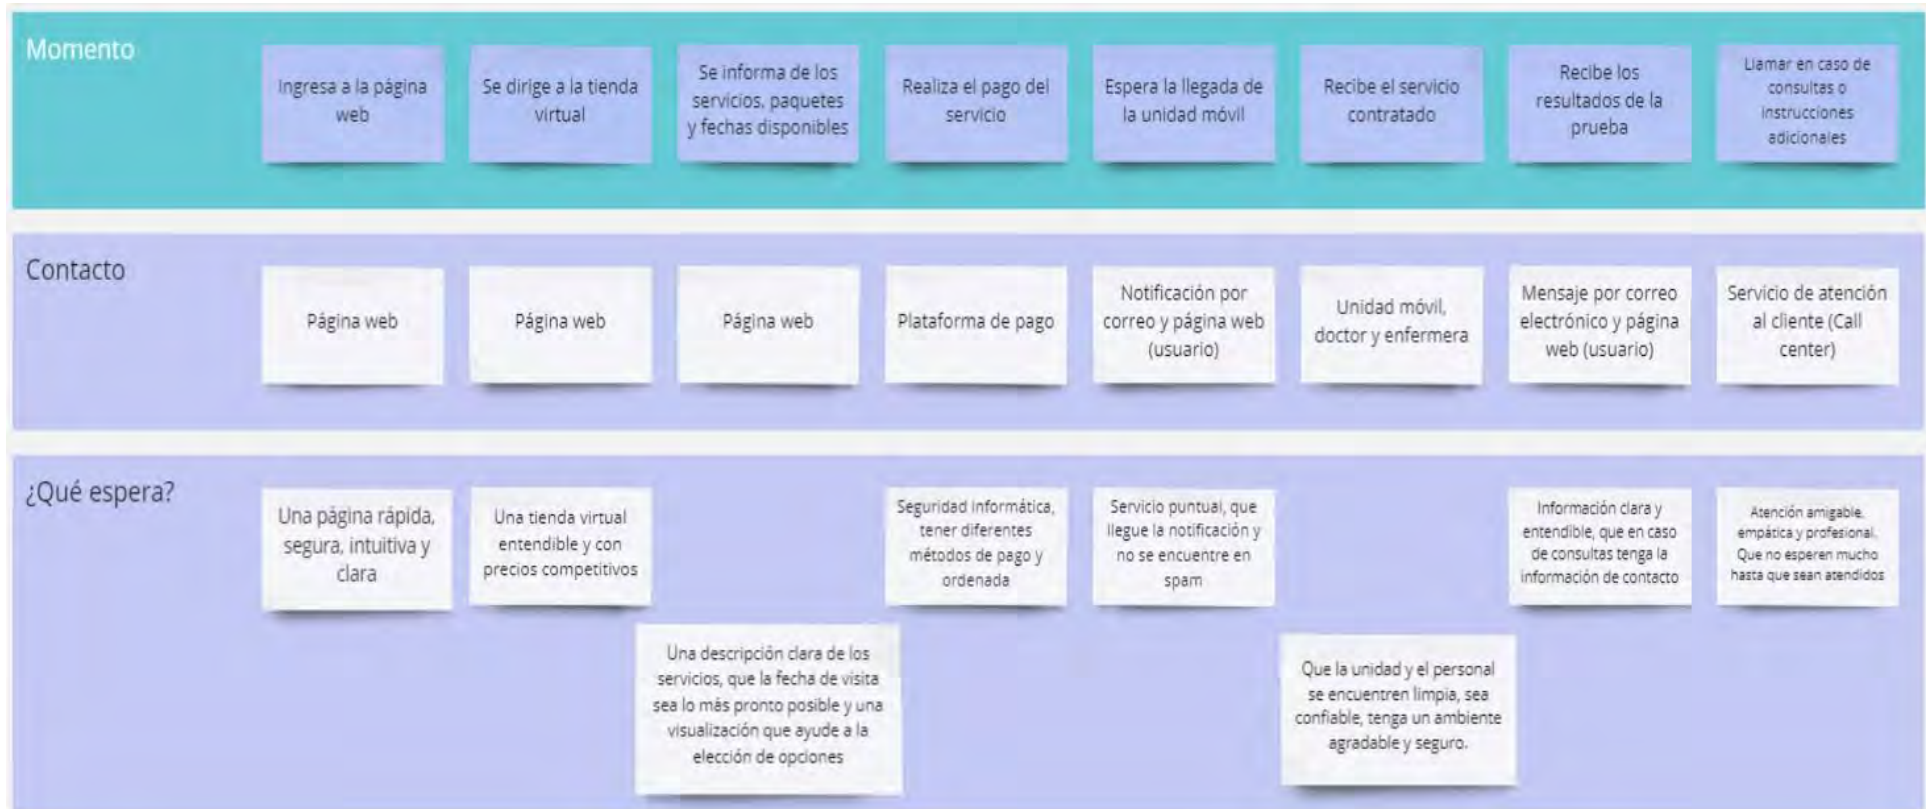 Momento
Ingresa a la página
web
Se dirige a la tienda
virtual
Se informa de los
servicios, paquetes
y fechas disponibles
Realiza el pago del
servicio
Espera la llegada de
la unidad móvil
Recibe el servicio
contratado
Recibe los
resultados de la
prueba
Llamar en caso de
consultas o
instrucciones
adicionales
Contacto
Página web
Página web
Página web
Plataforma de pago
Notificación por
correo y página web
(usuario)
Unidad móvil,
doctor y enfermera
Mensaje por correo
electrónico y página
web (usuario)
Servicio de atención
al cliente (Call
center)
¿Qué espera?
Una página rápida,
segura, intuitiva y
clara
Una tienda virtual
entendible y con
precios competitivos
Una descripción clara de los
servicios, que la fecha de visita
sea lo más pronto posible y una
visualización que ayude a la
elección de opciones
Seguridad informática,
tener diferentes
métodos de pago y
ordenada
Servicio puntual, que
llegue la notificación y
no se encuentre en
spam
Que la unidad y el personal
se encuentren limpia, sea
confiable, tenga un ambiente
agradable y seguro.
Información clara y
entendible, que en caso
de consultas tenga la
información de contacto
Atención amigable,
empática y profesional.
Que no esperen mucho
hasta que sean atendidos